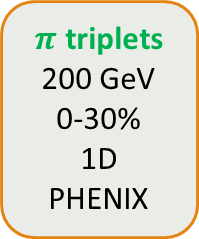 π triplets
200 GeV
0-30%
1D
PHENIX